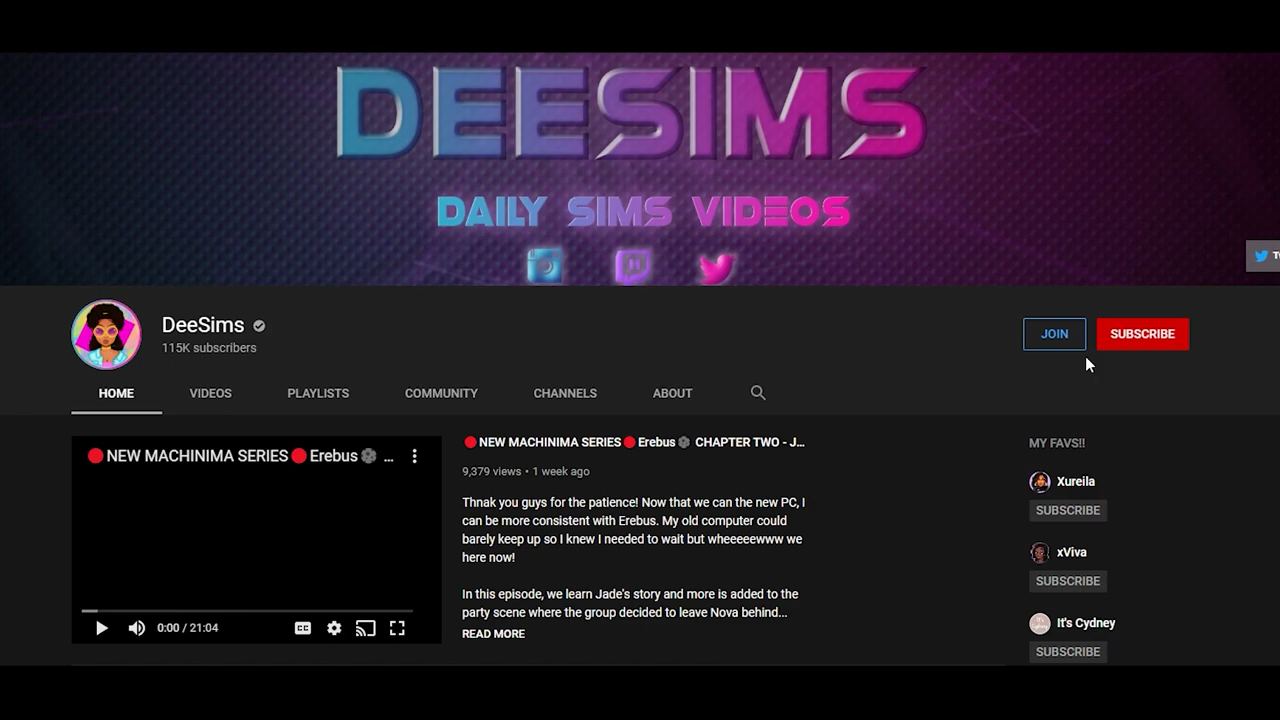 DEESIMS
DAILY SIMS VIDEOS
DeeSims
115K subscribers
JOIN
SUBSCRIBE
HOME
VIDEOS
PLAYLISTS
COMMUNITY
CHANNELS
ABOUT
🔴NEW MACHINIMA SERIES🔴Erebus ...
0:00 / 21:04
CC
🔴NEW MACHINIMA SERIES🔴Erebus CHAPTER TWO - J...
9,379 views • 1 week ago
Thnak you guys for the patience! Now that we can the new PC, I
can be more consistent with Erebus. My old computer could
barely keep up so I knew I needed to wait but wheeeeewww we
here now!
In this episode, we learn Jade's story and more is added to the
party scene where the group decided to leave Nova behind...
READ MORE
MY FAVS!!
Xureila
SUBSCRIBE
xViva
SUBSCRIBE
It's Cydney
SUBSCRIBE